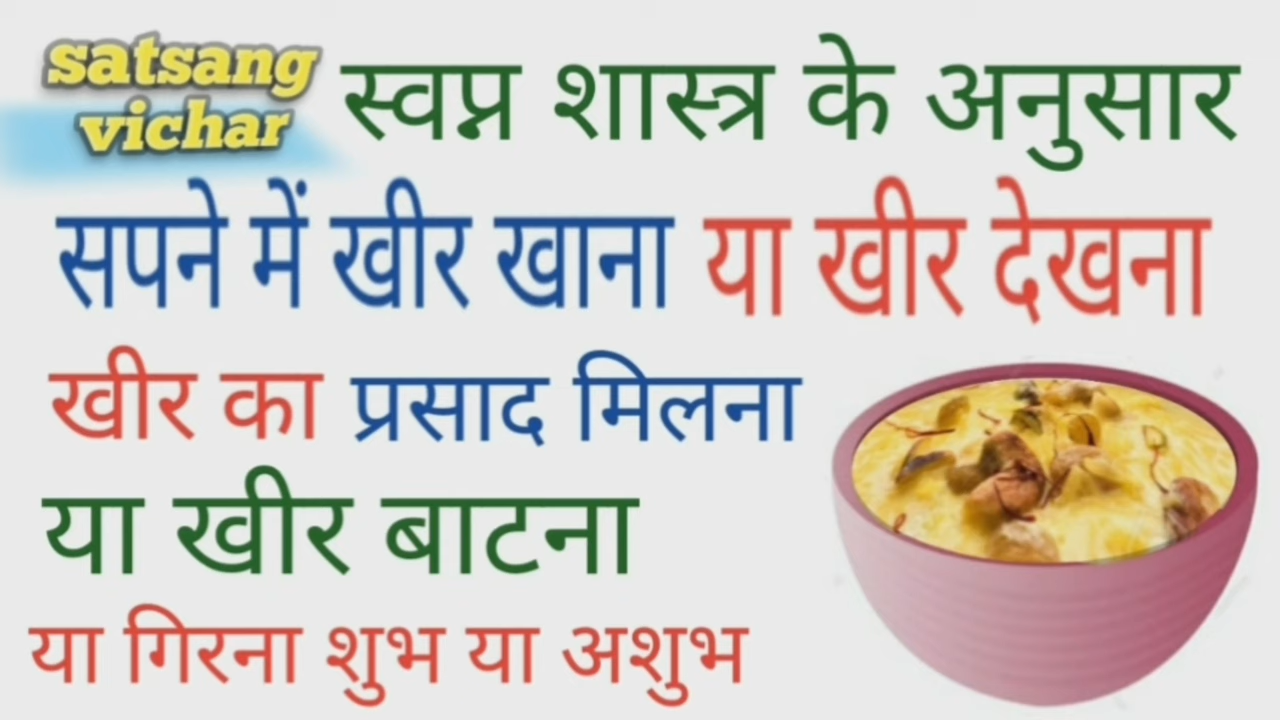 satsang
vichar
स्वप्न शास्त्र के अनुसार
सपने में खीर खाना या खीर देखना
खीर का प्रसाद मिलना
या खीर बाटना
या गिरना शुभ या अशुभ